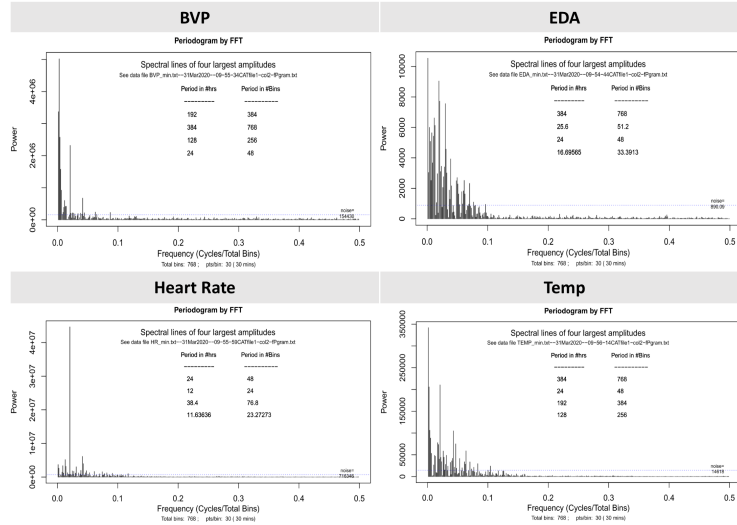 BVP
Periodogram by FFT
Spectral lines of four largest amplitudes
See data file BVP_min.txt~~31Mar2020~~09~55~34CATfile1~col2~fPgram.txt
Period in #hrs Period in #Bins
--------- ---------
192 384
384 768
128 256
24 48
Power
0e+00 2e+06 4e+06
noise=
154438
0.0 0.1 0.2 0.3 0.4 0.5
Frequency (Cycles/Total Bins)
Total bins: 768 ; pts/bin: 30 ( 30 mins)
EDA
Periodogram by FFT
Spectral lines of four largest amplitudes
See data file EDA_min.txt~~31Mar2020~~09~54~44CATfile1~col2~fPgram.txt
Period in #hrs Period in #Bins
--------- ---------
384 768
25.6 51.2
24 48
16.69565 33.3913
Power
0 2000 4000 6000 8000 10000
noise=
890.09
0.0 0.1 0.2 0.3 0.4 0.5
Frequency (Cycles/Total Bins)
Total bins: 768 ; pts/bin: 30 ( 30 mins)
Heart Rate
Periodogram by FFT
Spectral lines of four largest amplitudes
See data file HR_min.txt~~31Mar2020~~09~55~59CATfile1~col2~fPgram.txt
Period in #hrs Period in #Bins
--------- ---------
24 48
12 24
38.4 76.8
11.63636 23.27273
Power
0e+00 1e+07 2e+07 3e+07 4e+07
noise=
716346
0.0 0.1 0.2 0.3 0.4 0.5
Frequency (Cycles/Total Bins)
Total bins: 768 ; pts/bin: 30 ( 30 mins)
Temp
Periodogram by FFT
Spectral lines of four largest amplitudes
See data file TEMP_min.txt~~31Mar2020~~09~56~14CATfile1~col2~fPgram.txt
Period in #hrs Period in #Bins
--------- ---------
384 768
24 48
192 384
128 256
Power
0 50000 1500000 2500000 3500000
noise=
14618
0.0 0.1 0.2 0.3 0.4 0.5
Frequency (Cycles/Total Bins)
Total bins: 768 ; pts/bin: 30 ( 30 mins)